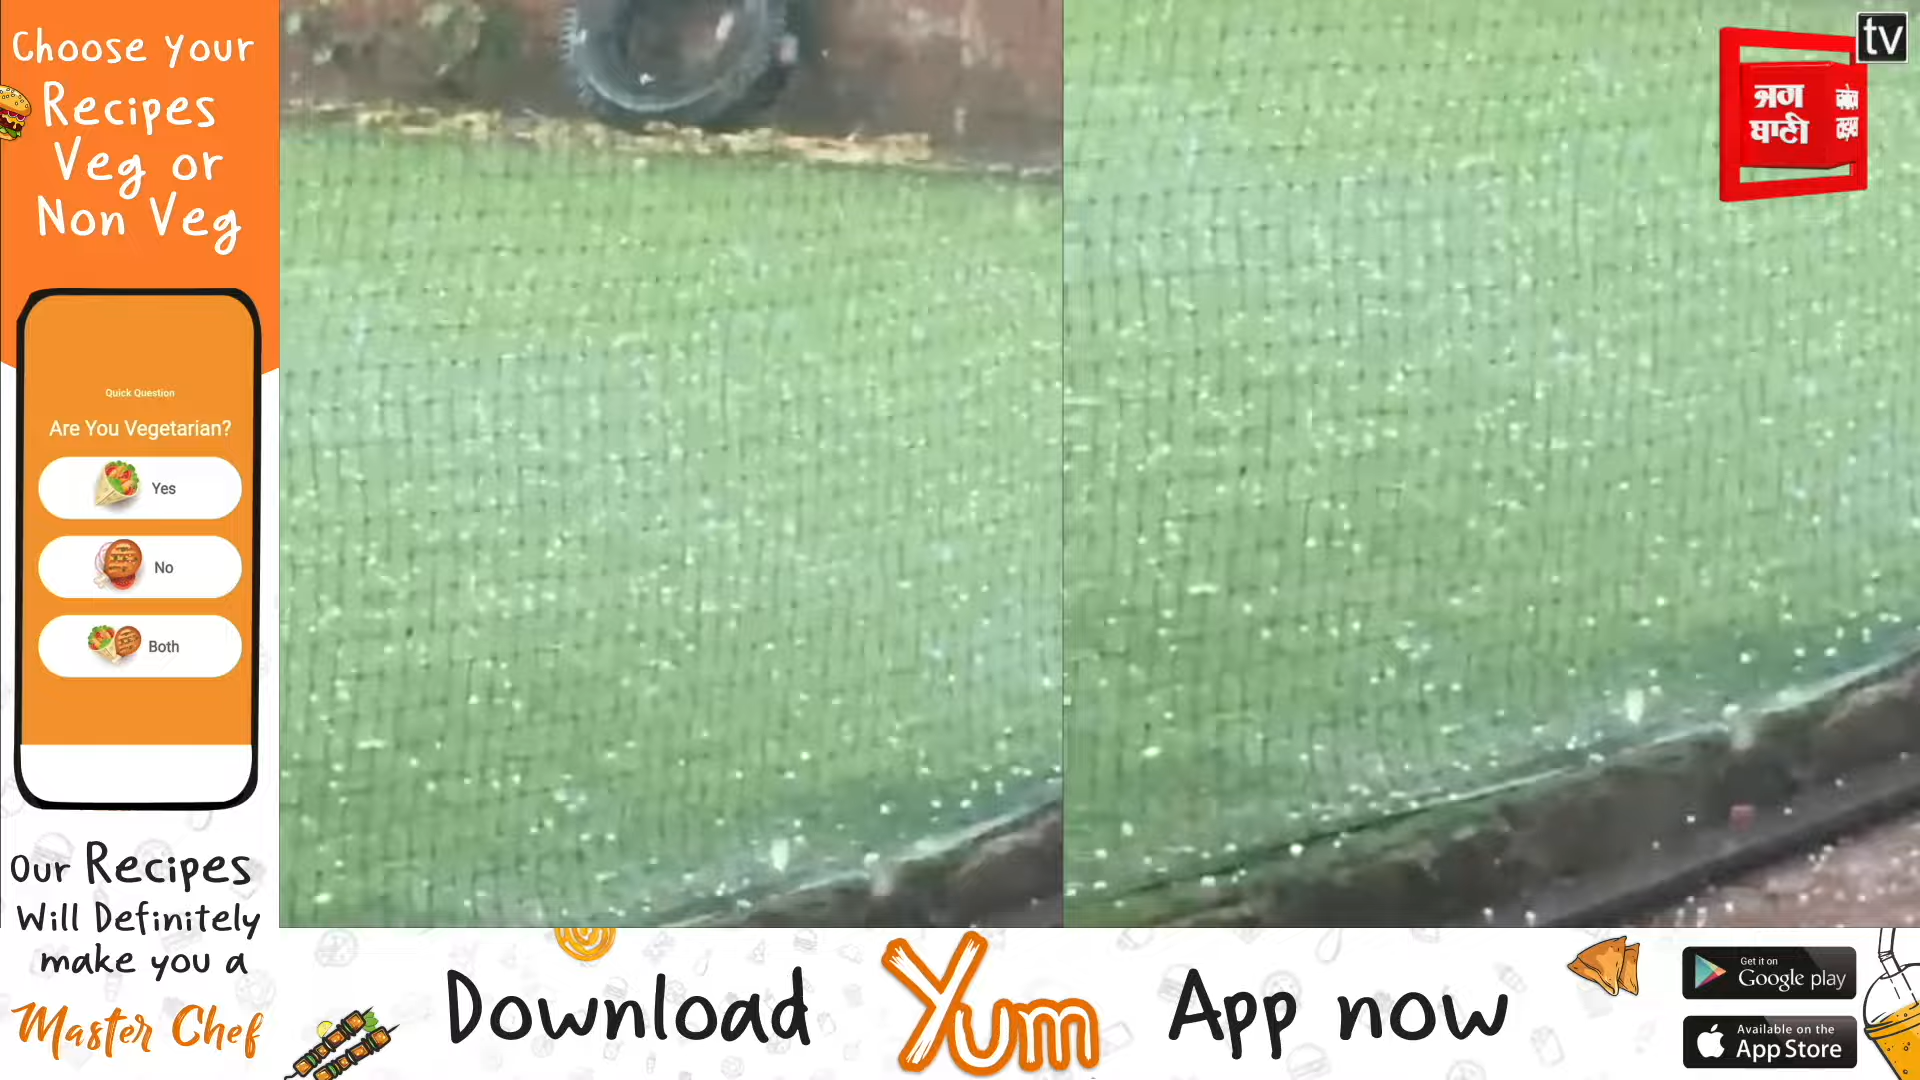 Choose Your
Recipes
Veg or
Non Veg
Quick Question
Are You Vegetarian?
Yes
No
Both
Our Recipes
Will Definitely
make you a
Master Chef
Download Yum App now
Get it on
Google play
Available on the
App Store
tv
ਜਗ
ਬਾਣੀ